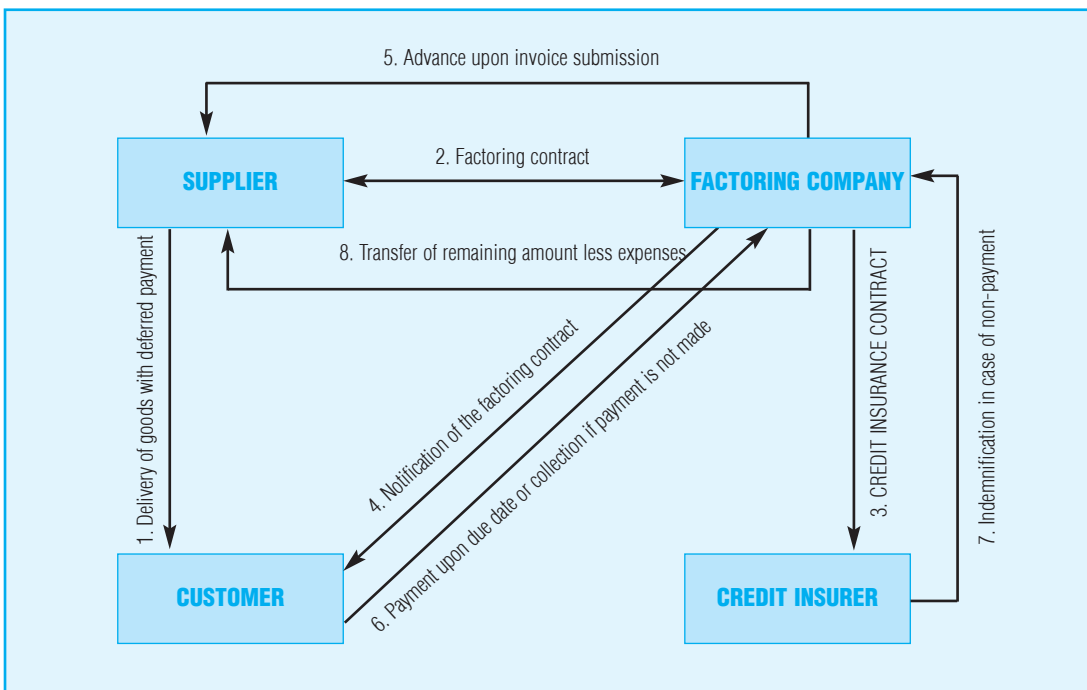 5. Advance upon invoice submission
2. Factoring contract
SUPPLIER
FACTORING COMPANY
8. Transfer of remaining amount less expenses
1. Delivery of goods with deferred payment
4. Notification of the factoring contract
6. Payment upon due date or collection if payment is not made
3. CREDIT INSURANCE CONTRACT
7. Indemnification in case of non-payment
CUSTOMER
CREDIT INSURER